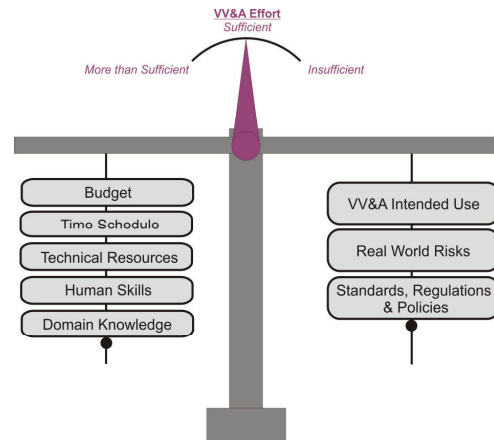 VV&A Effort
Sufficient
More than Sufficient
Insufficient
Budget
Timo Schodulo
Technical Resources
Human Skills
Domain Knowledge
VV&A Intended Use
Real World Risks
Standards, Regulations
& Policies